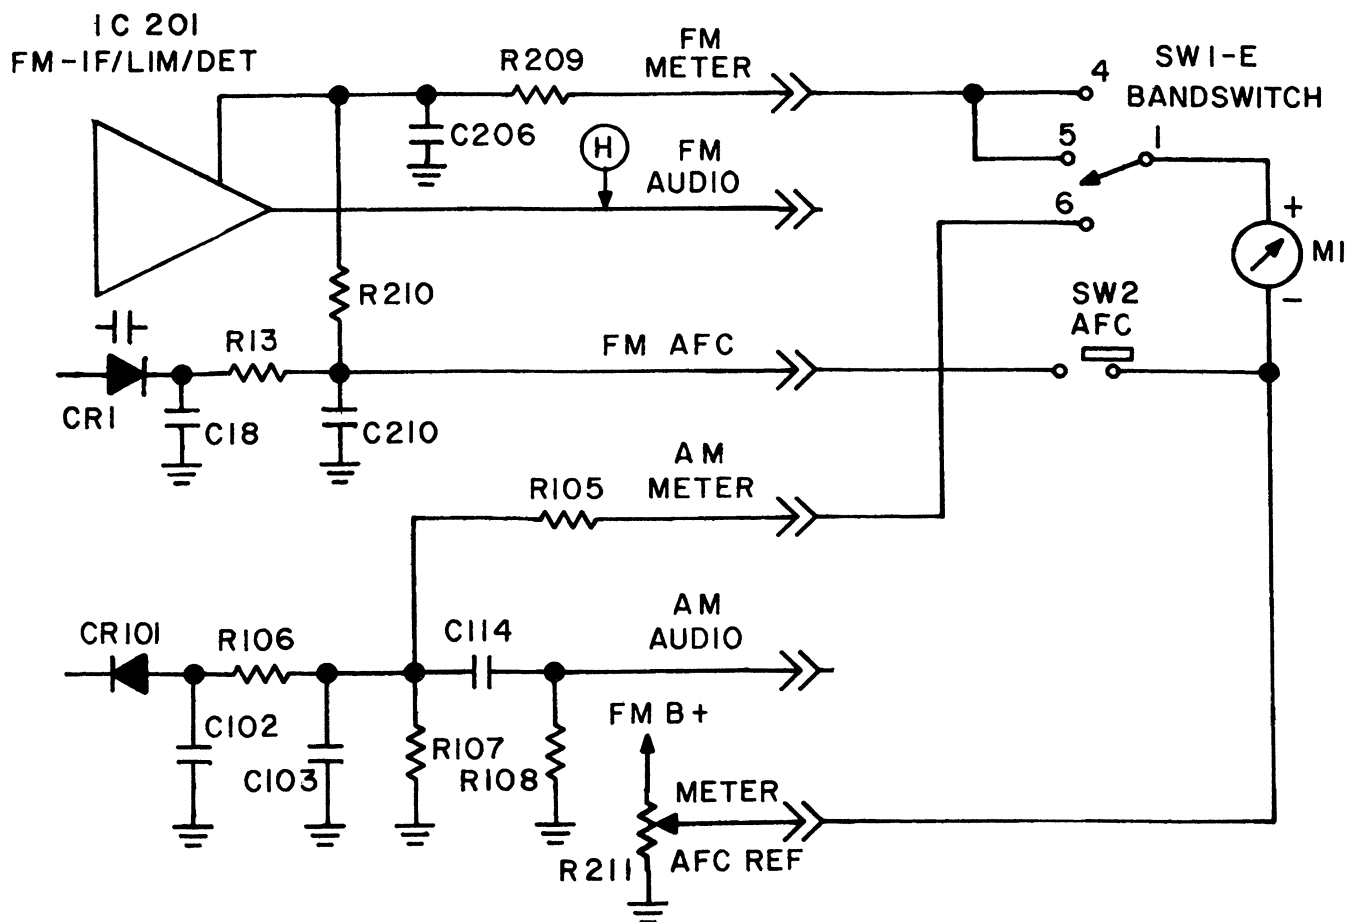 IC 201
FM-IF/LIM/DET
R209
FM
METER
4
SW1-E
BANDSWITCH
C206
H
FM
AUDIO
5
1
6
+
M1
-
R210
SW2
AFC
R13
FM AFC
CR1
C18
C210
AM
METER
R105
CR101
R106
C114
AM
AUDIO
C102
C103
R107
R108
FM B+
METER
AFC REF
R211